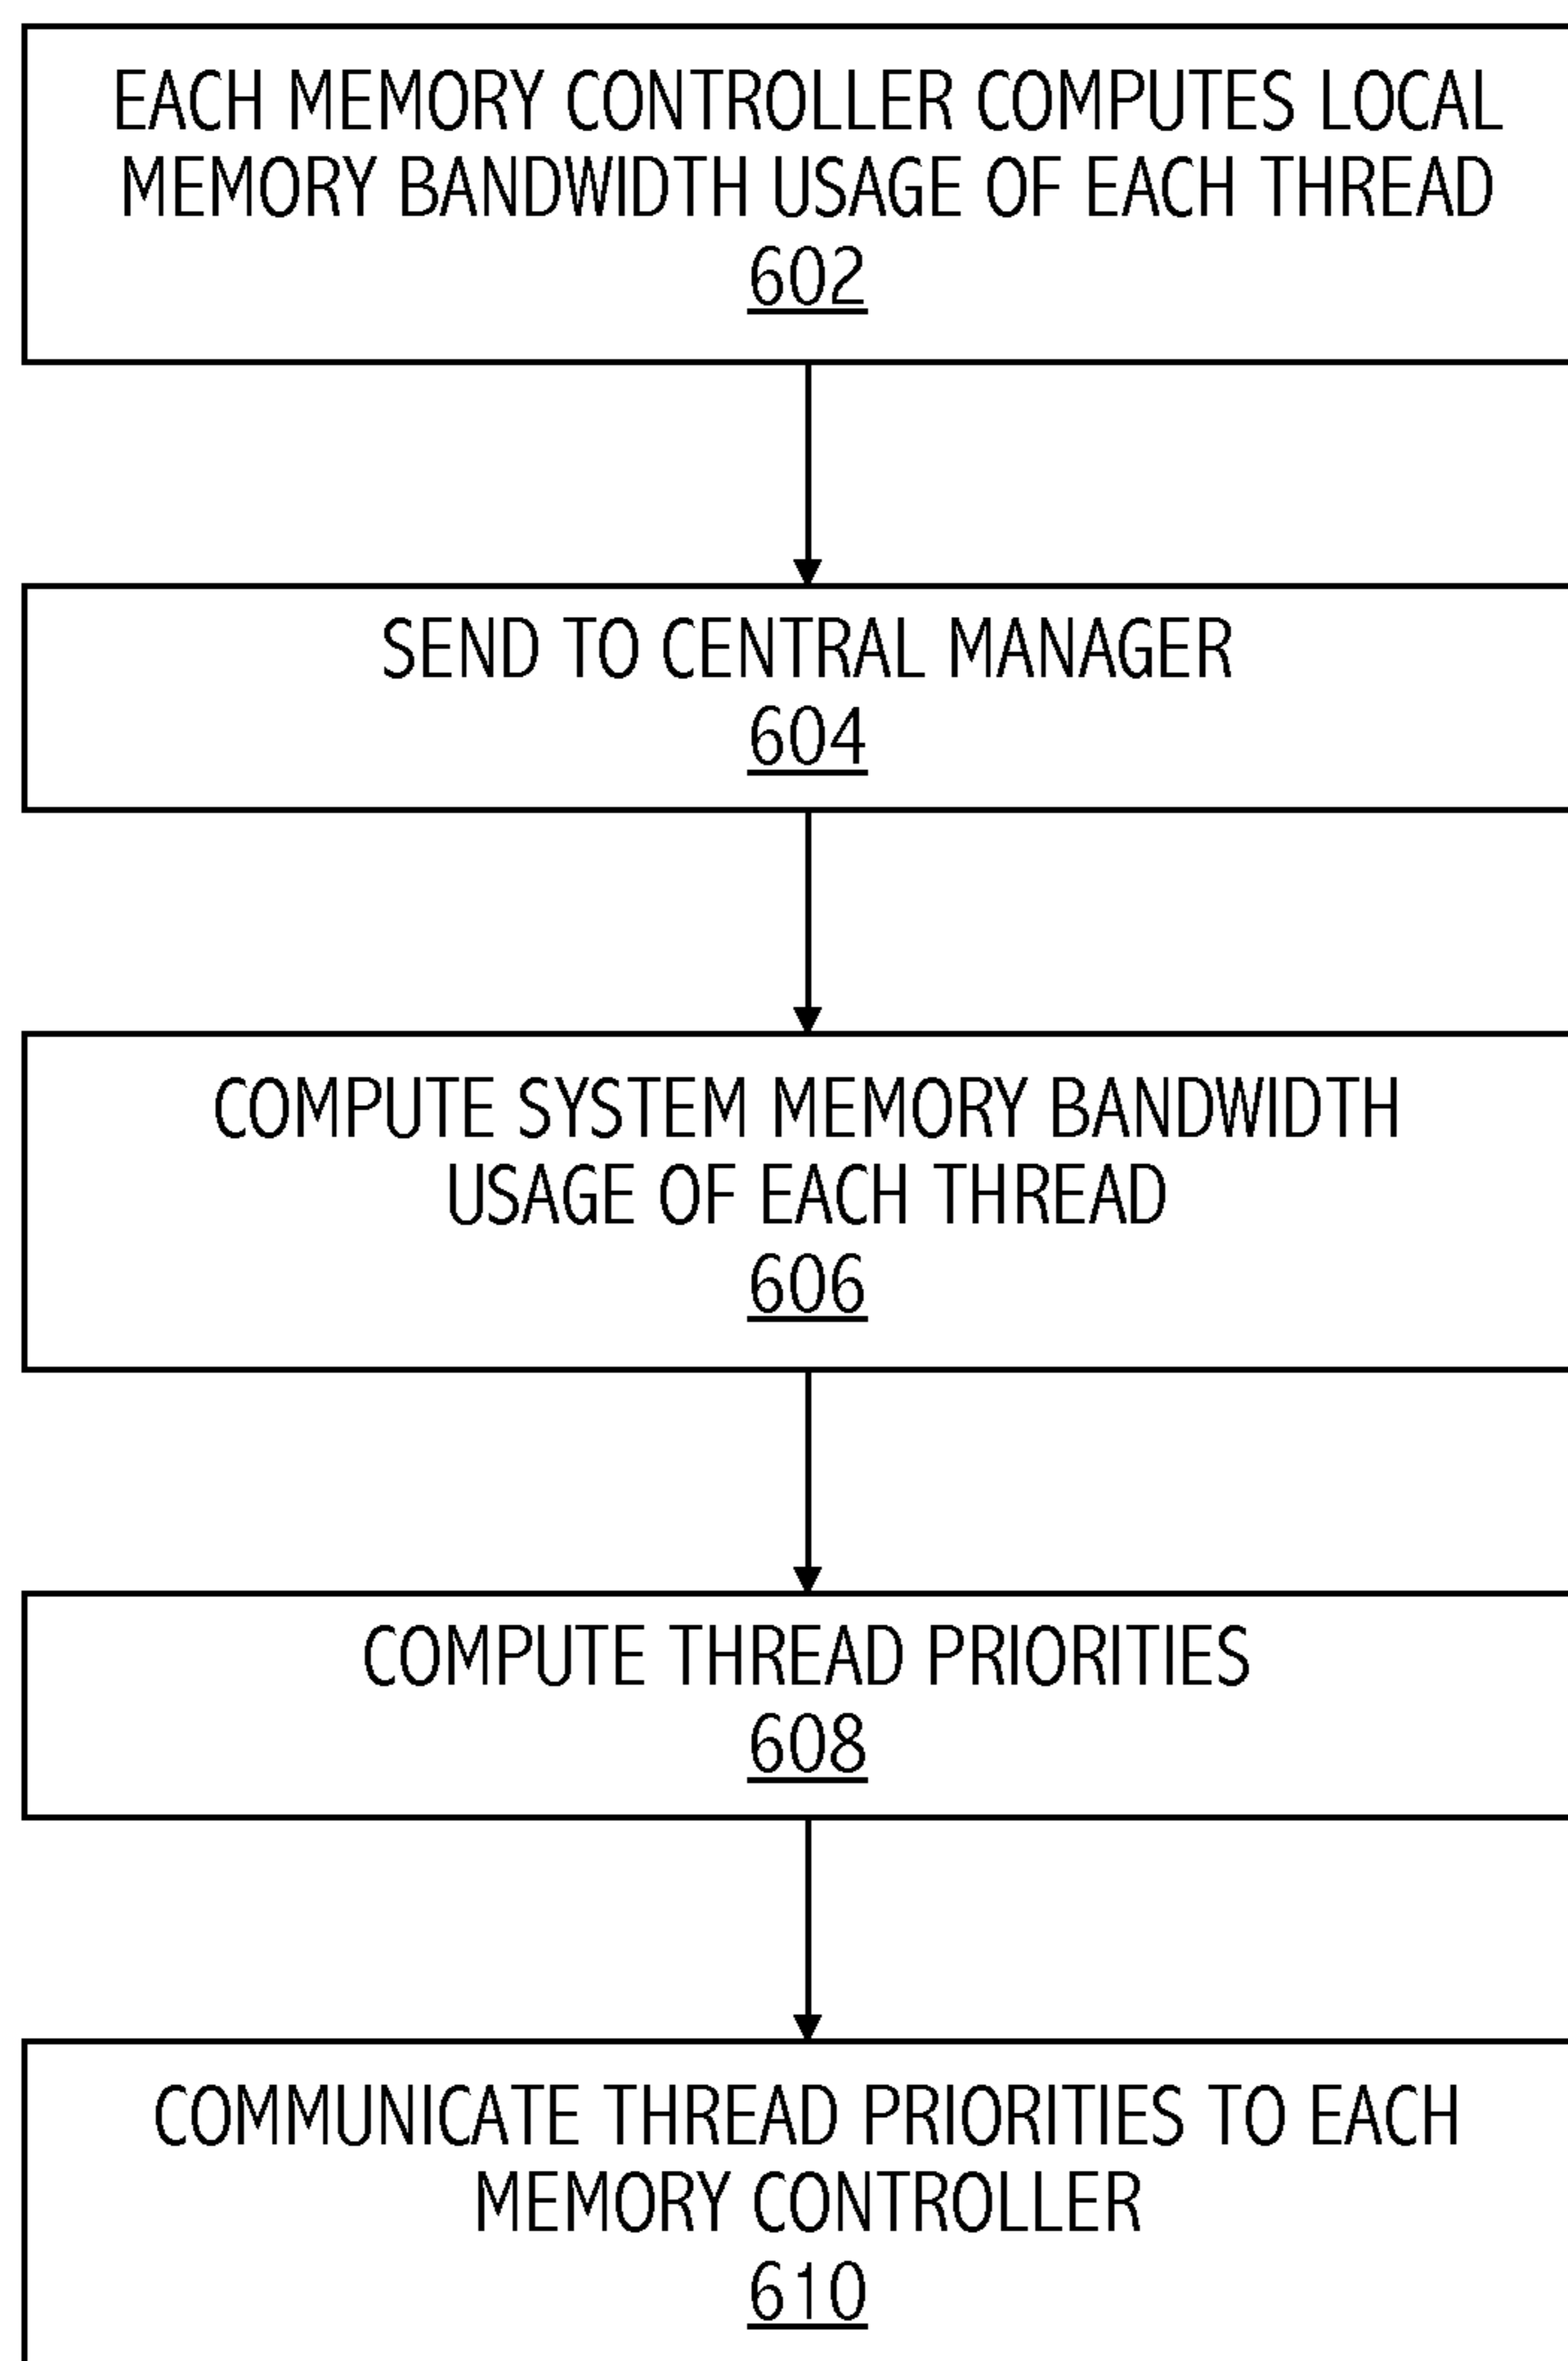 EACH MEMORY CONTROLLER COMPUTES LOCAL
MEMORY BANDWIDTH USAGE OF EACH THREAD
602
SEND TO CENTRAL MANAGER
604
COMPUTE SYSTEM MEMORY BANDWIDTH
USAGE OF EACH THREAD
606
COMPUTE THREAD PRIORITIES
608
COMMUNICATE THREAD PRIORITIES TO EACH
MEMORY CONTROLLER
610